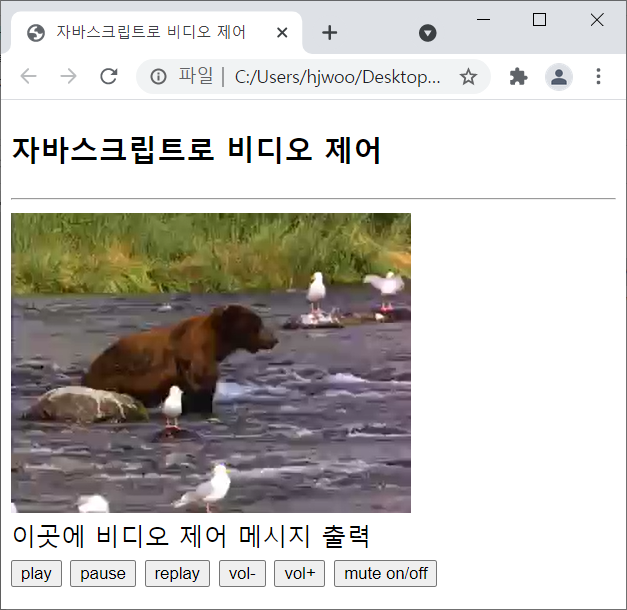 자바스크립트로 비디오 제어
파일 | C:/Users/hjwoo/Desktop...
자바스크립트로 비디오 제어
이곳에 비디오 제어 메시지 출력
play pause replay vol- vol+ mute on/off